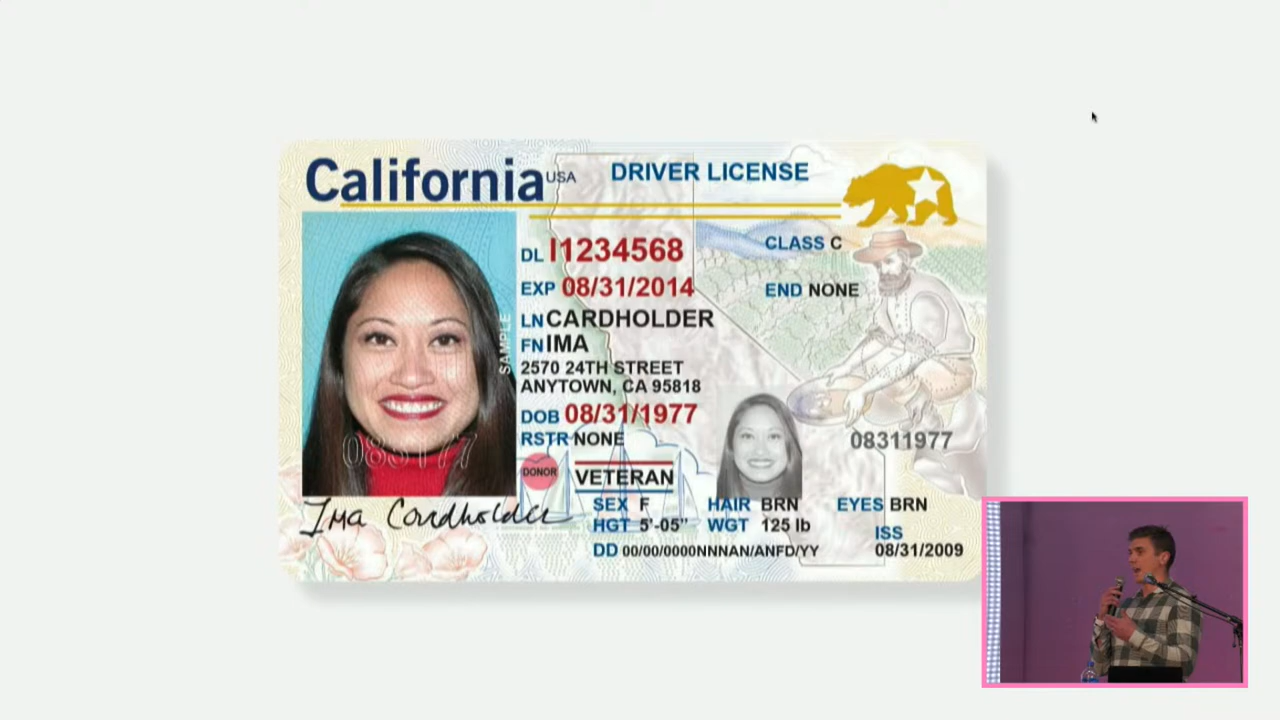 California USA DRIVER LICENSE
DL I1234568
CLASS C
EXP 08/31/2014
END NONE
LN CARDHOLDER
FN IMA
2570 24TH STREET
ANYTOWN, CA 95818
DOB 08/31/1977
RSTR NONE
08311977
SAMPLE
083177
DONOR
VETERAN
SEX F HAIR BRN EYES BRN
HGT 5'-05" WGT 125 lb
ISS
08/31/2009
DD 00/00/0000NNNAN/ANFD/YY
Ima Cardholder